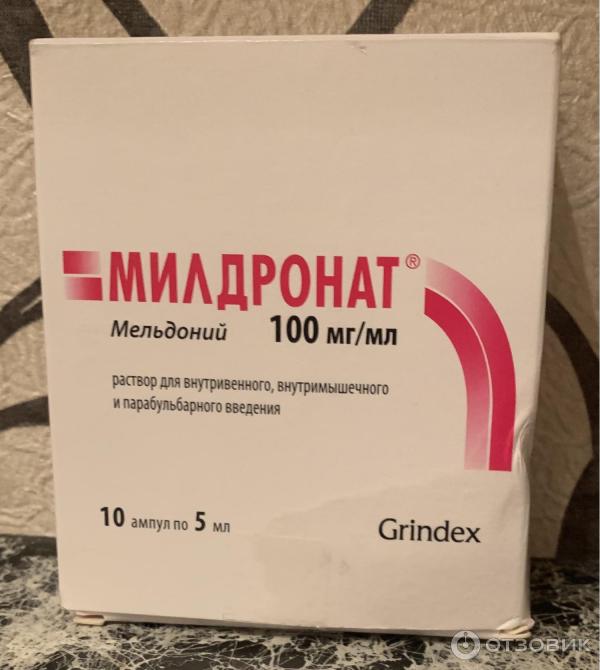 МИЛДРОНАТ®
Мельдоний 100 мг/мл
раствор для внутривенного, внутримышечного
и парабульбарного введения
10 ампул по 5 мл
Grindex
ОТЗОВИК